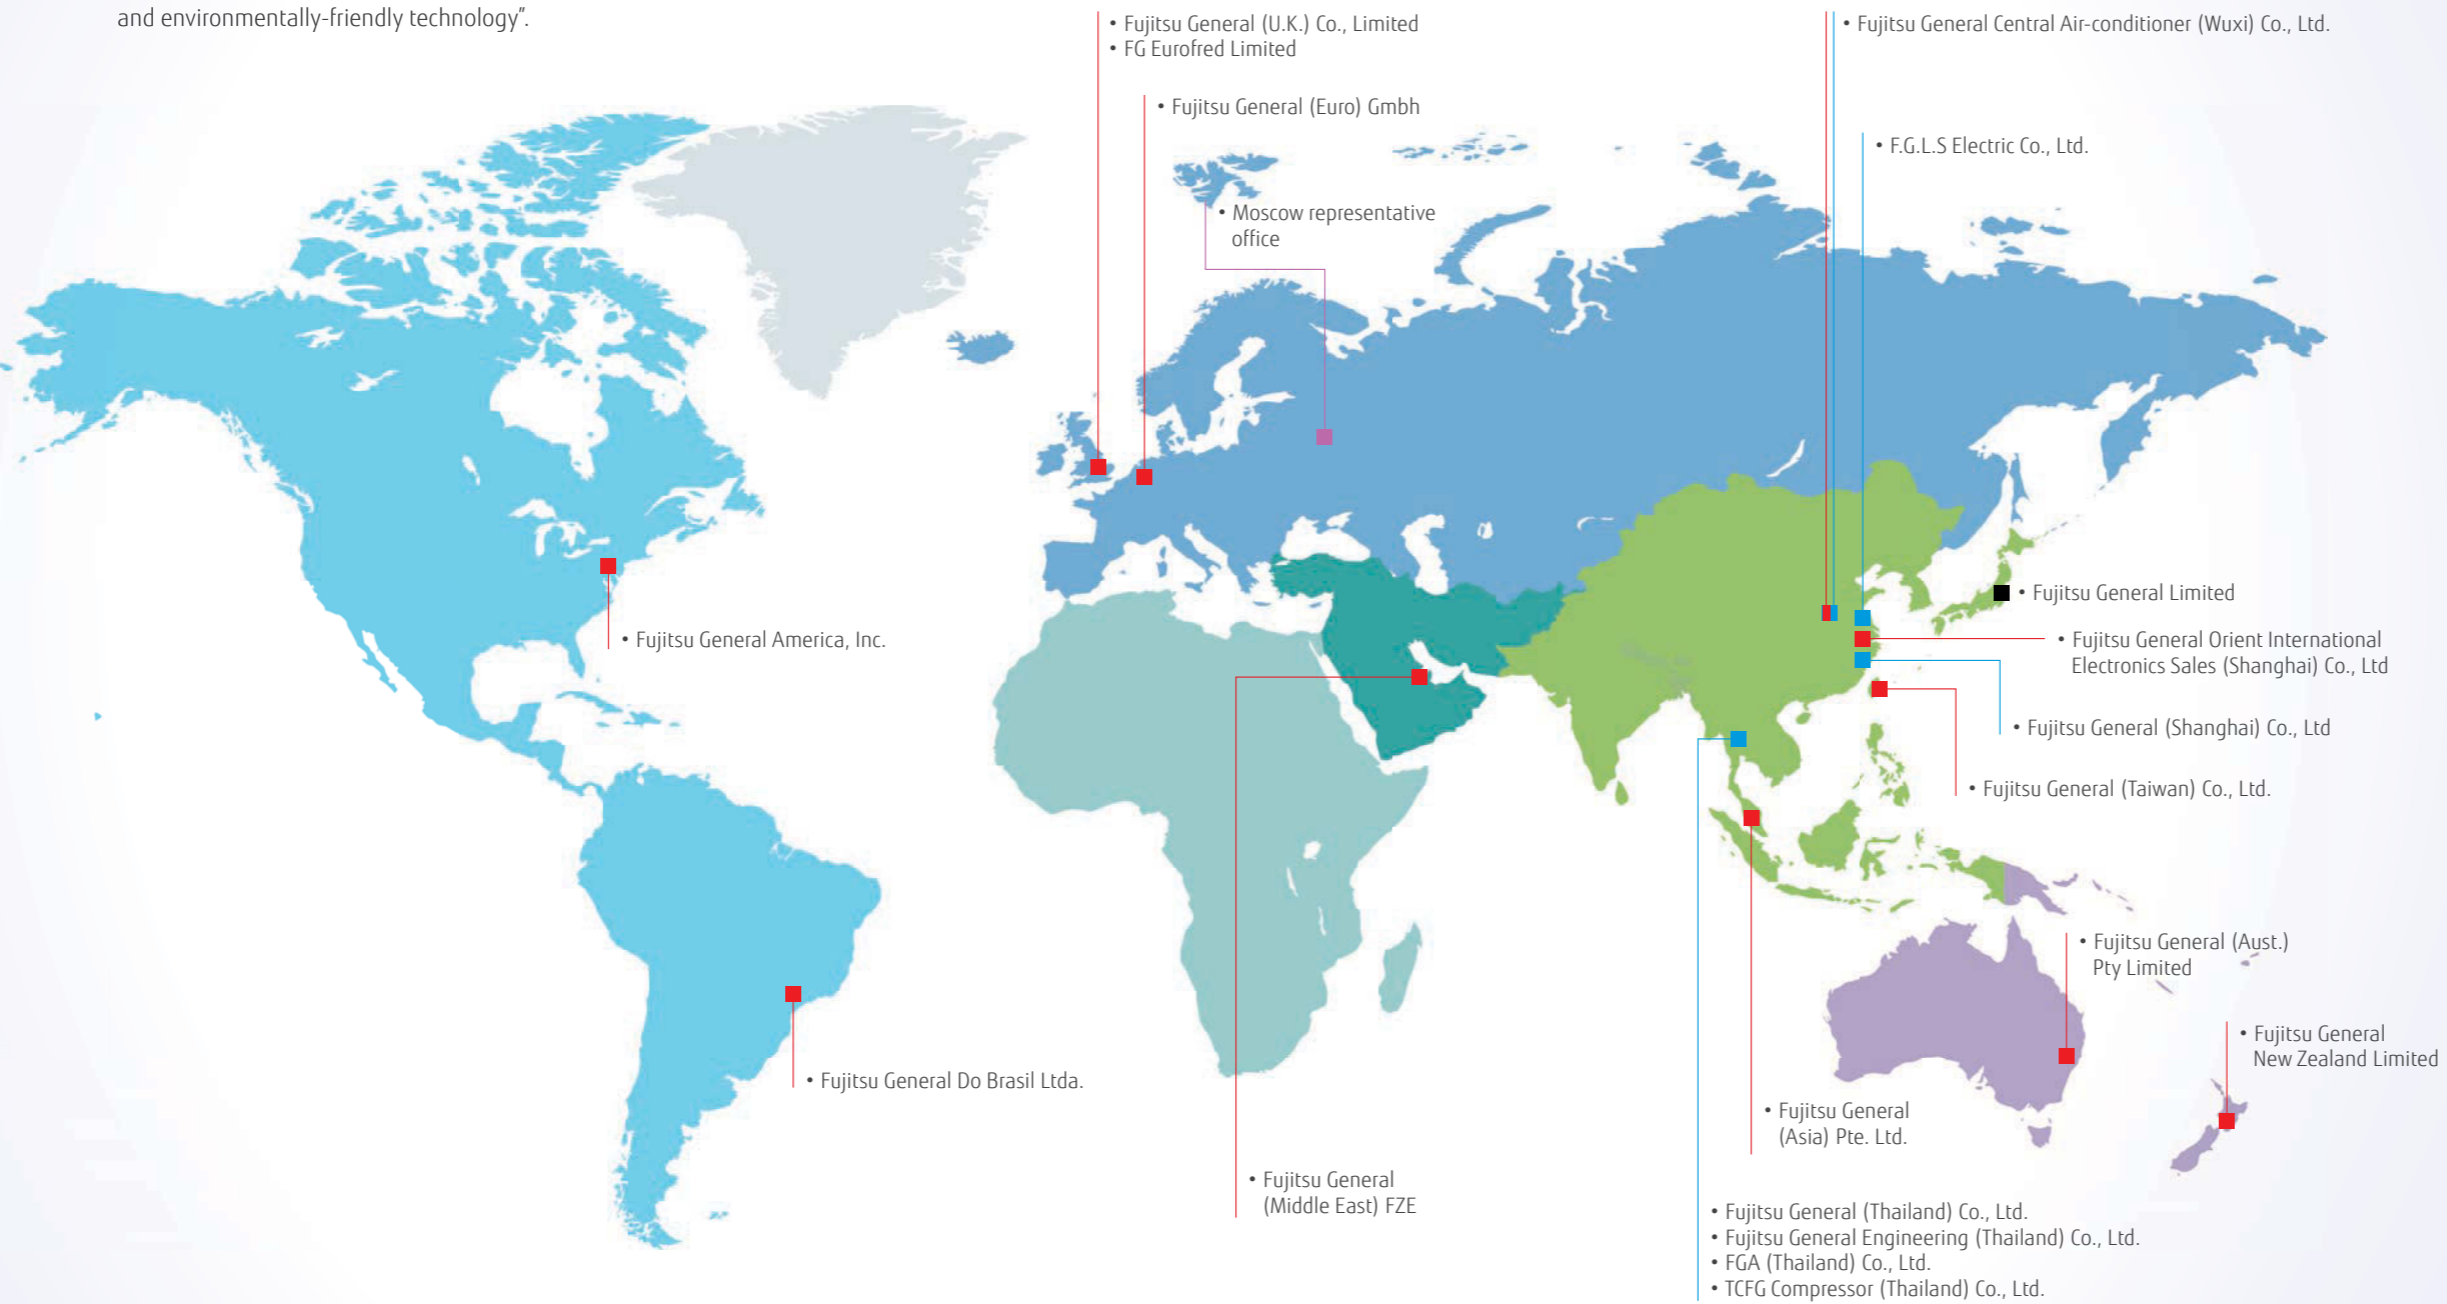 and environmentally-friendly technology”.
• Fujitsu General (U.K.) Co., Limited
• FG Eurofred Limited
• Fujitsu General Central Air-conditioner (Wuxi) Co., Ltd.
• Fujitsu General (Euro) Gmbh
• F.G.L.S Electric Co., Ltd.
• Moscow representative
office
• Fujitsu General Limited
• Fujitsu General America, Inc.
• Fujitsu General Orient International
Electronics Sales (Shanghai) Co., Ltd
• Fujitsu General (Shanghai) Co., Ltd
• Fujitsu General (Taiwan) Co., Ltd.
• Fujitsu General (Aust.)
Pty Limited
• Fujitsu General
New Zealand Limited
• Fujitsu General Do Brasil Ltda.
• Fujitsu General
(Asia) Pte. Ltd.
• Fujitsu General
(Middle East) FZE
• Fujitsu General (Thailand) Co., Ltd.
• Fujitsu General Engineering (Thailand) Co., Ltd.
• FGA (Thailand) Co., Ltd.
• TCFG Compressor (Thailand) Co., Ltd.